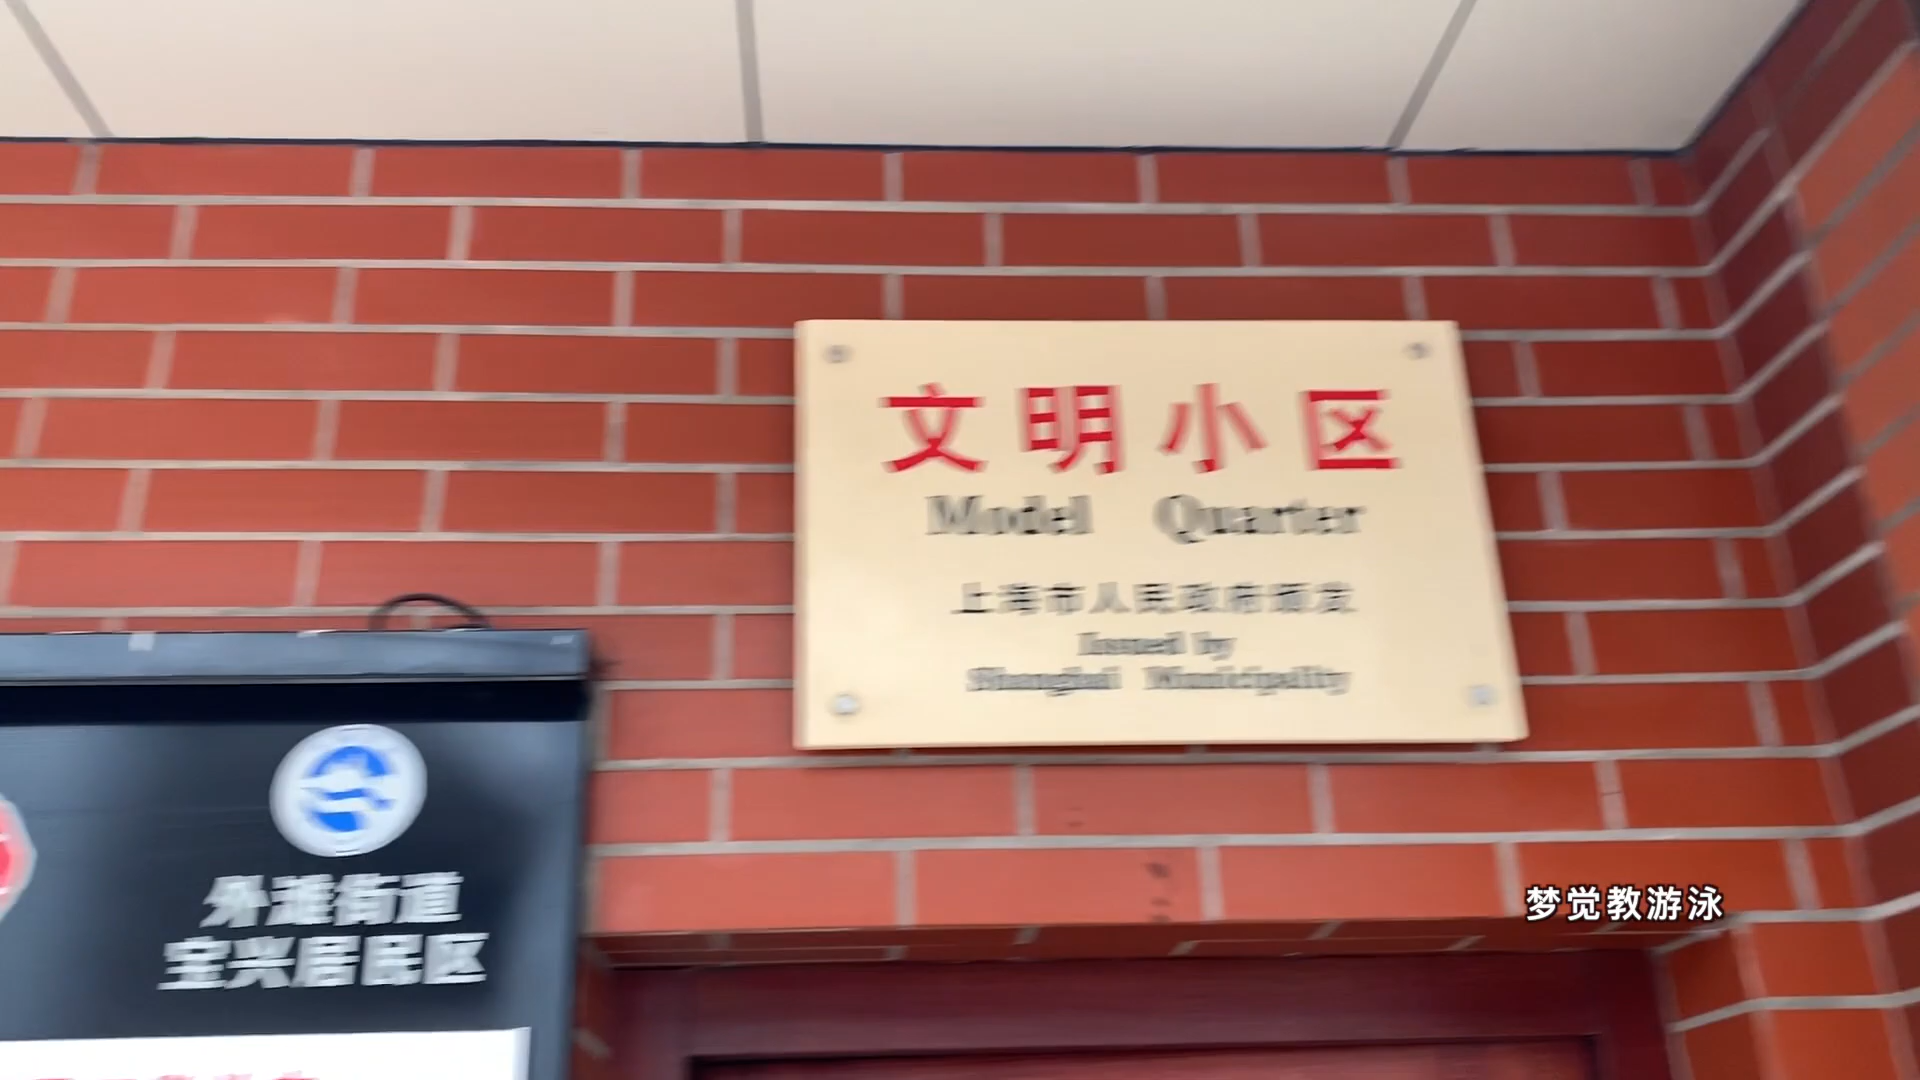 文明小区
Model Quarter
上海市人民政府颁发
Issued by
Shanghai Municipality
外滩街道
宝兴居民区
梦觉教游泳